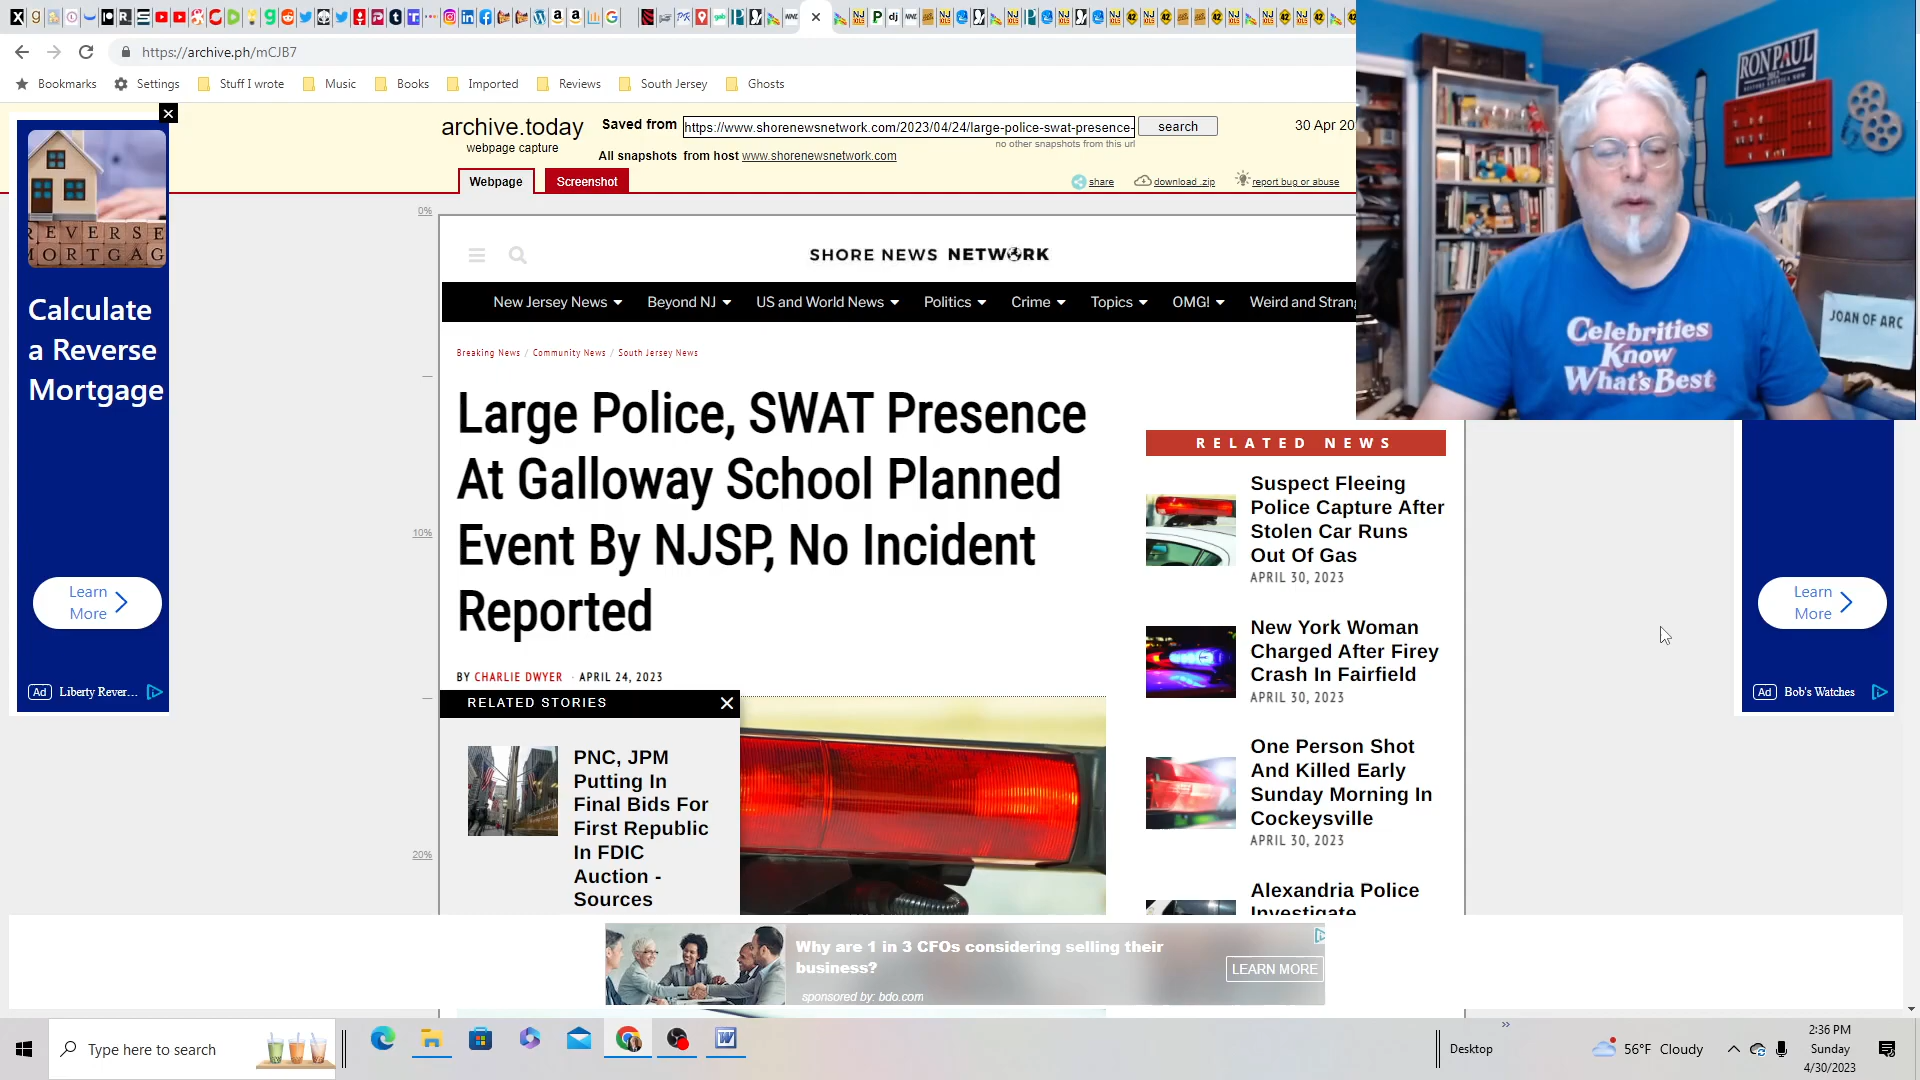 https://archive.ph/mCJB7
Bookmarks
Settings
Stuff I wrote
Music
Books
Imported
Reviews
South Jersey
Ghosts
archive.today
webpage capture
Saved from
https://www.shorenewsnetwork.com/2023/04/24/large-police-swat-presence-
search
30 Apr 20
no other snapshots from this url
All snapshots from host www.shorenewsnetwork.com
Webpage
Screenshot
share
download .zip
report bug or abuse
0%
10%
20%
REVERSE
MORTGAG
Calculate
a Reverse
Mortgage
Learn
More
Ad
Liberty Rever...
SHORE NEWS NETWORK
New Jersey News
Beyond NJ
US and World News
Politics
Crime
Topics
OMG!
Weird and Strang
Breaking News / Community News / South Jersey News
Large Police, SWAT Presence
At Galloway School Planned
Event By NJSP, No Incident
Reported
BY CHARLIE DWYER · APRIL 24, 2023
RELATED STORIES
PNC, JPM
Putting In
Final Bids For
First Republic
In FDIC
Auction -
Sources
RELATED NEWS
Suspect Fleeing
Police Capture After
Stolen Car Runs
Out Of Gas
APRIL 30, 2023
New York Woman
Charged After Firey
Crash In Fairfield
APRIL 30, 2023
One Person Shot
And Killed Early
Sunday Morning In
Cockeysville
APRIL 30, 2023
Alexandria Police
Investigate
RON PAUL
2012
JOAN OF ARC
Celebrities
Know
What's Best
Learn
More
Ad
Bob's Watches
Why are 1 in 3 CFOs considering selling their
business?
sponsored by: bdo.com
LEARN MORE
Type here to search
Desktop
56°F Cloudy
2:36 PM
Sunday
4/30/2023